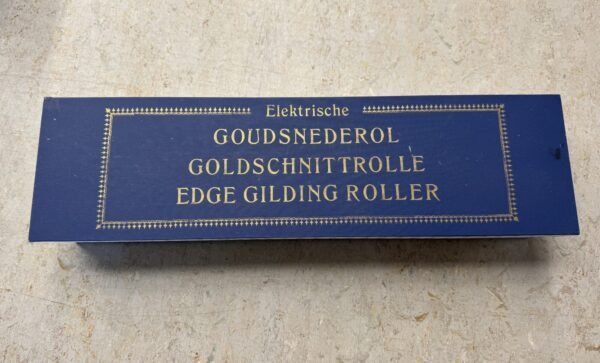 Elektrische
GOUDSNEDEROL
GOLDSCHNITTROLLE
EDGE GILDING ROLLER